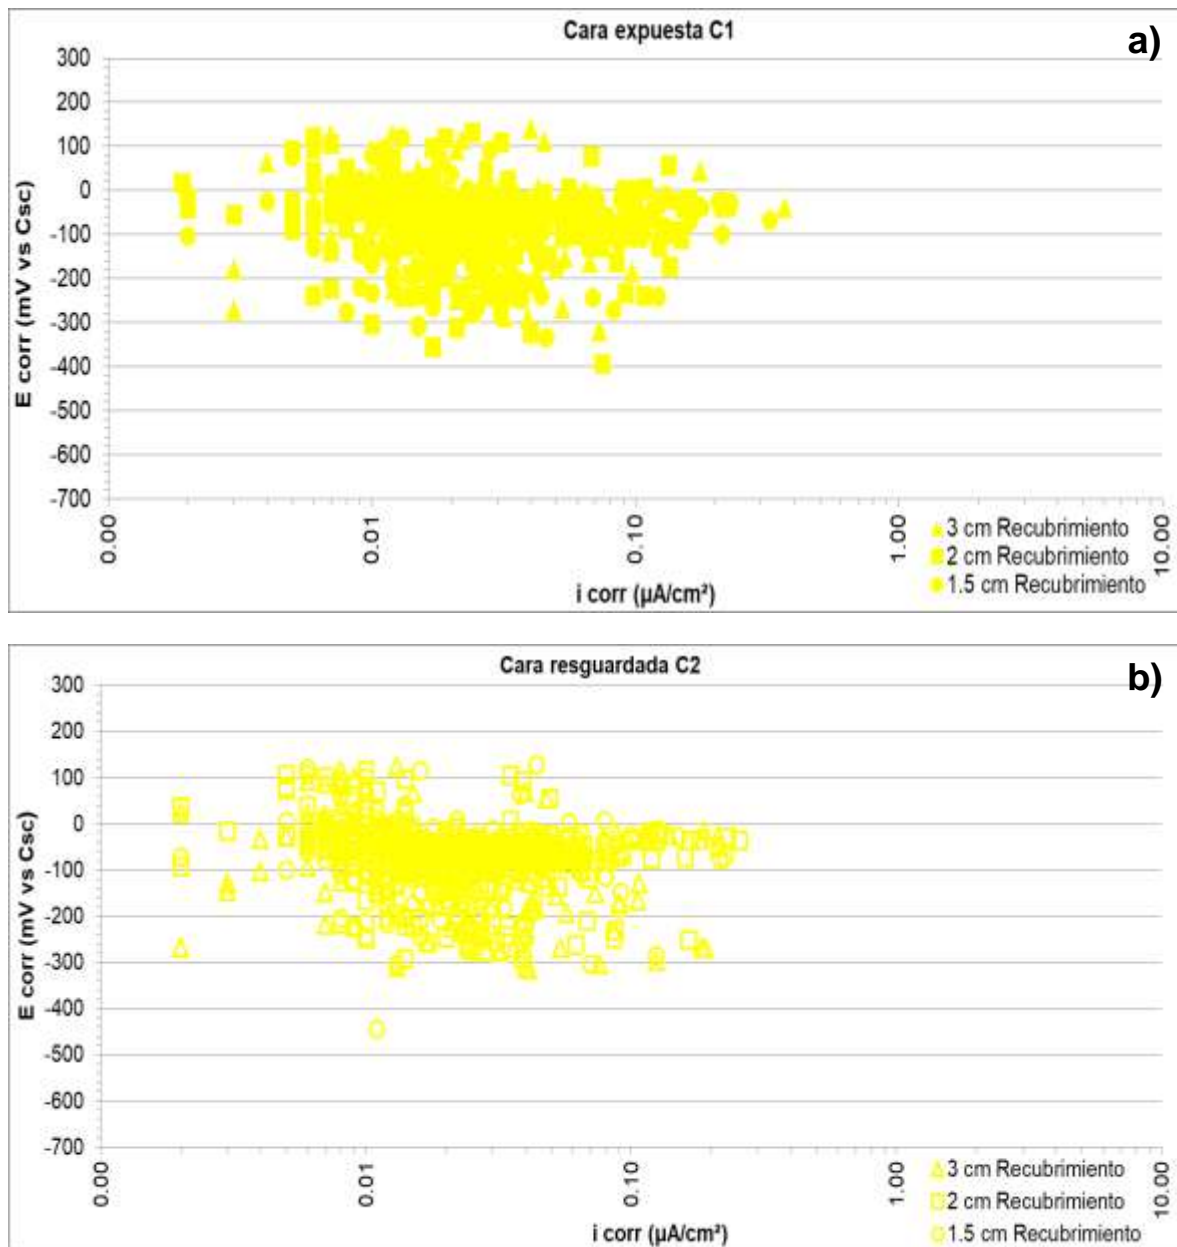 Cara expuesta C1
a)
300
200
100
0
-100
-200
-300
-400
-500
-600
-700
E corr (mV vs Csc)
0.00
0.01
0.10
1.00
10.00
i corr (µA/cm²)
3 cm Recubrimiento
2 cm Recubrimiento
1.5 cm Recubrimiento
Cara resguardada C2
b)
300
200
100
0
-100
-200
-300
-400
-500
-600
-700
E corr (mV vs Csc)
0.00
0.01
0.10
1.00
10.00
i corr (µA/cm²)
3 cm Recubrimiento
2 cm Recubrimiento
1.5 cm Recubrimiento